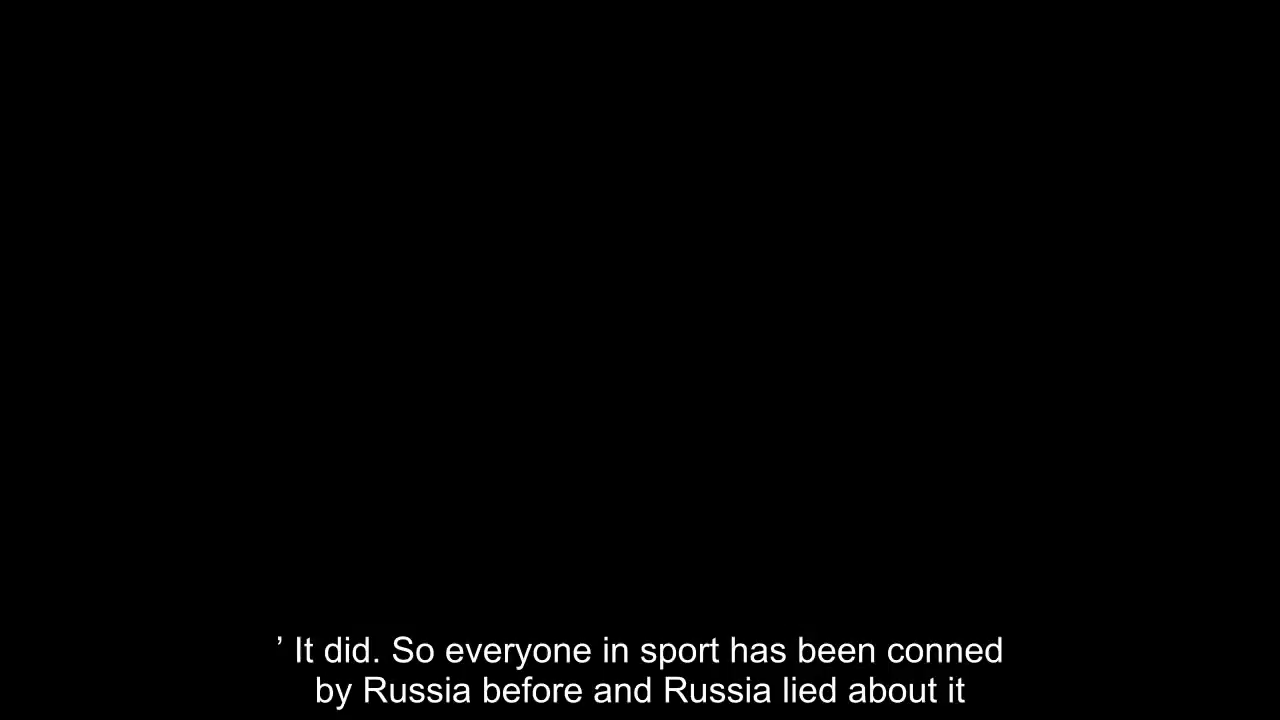 ’ It did. So everyone in sport has been conned
by Russia before and Russia lied about it